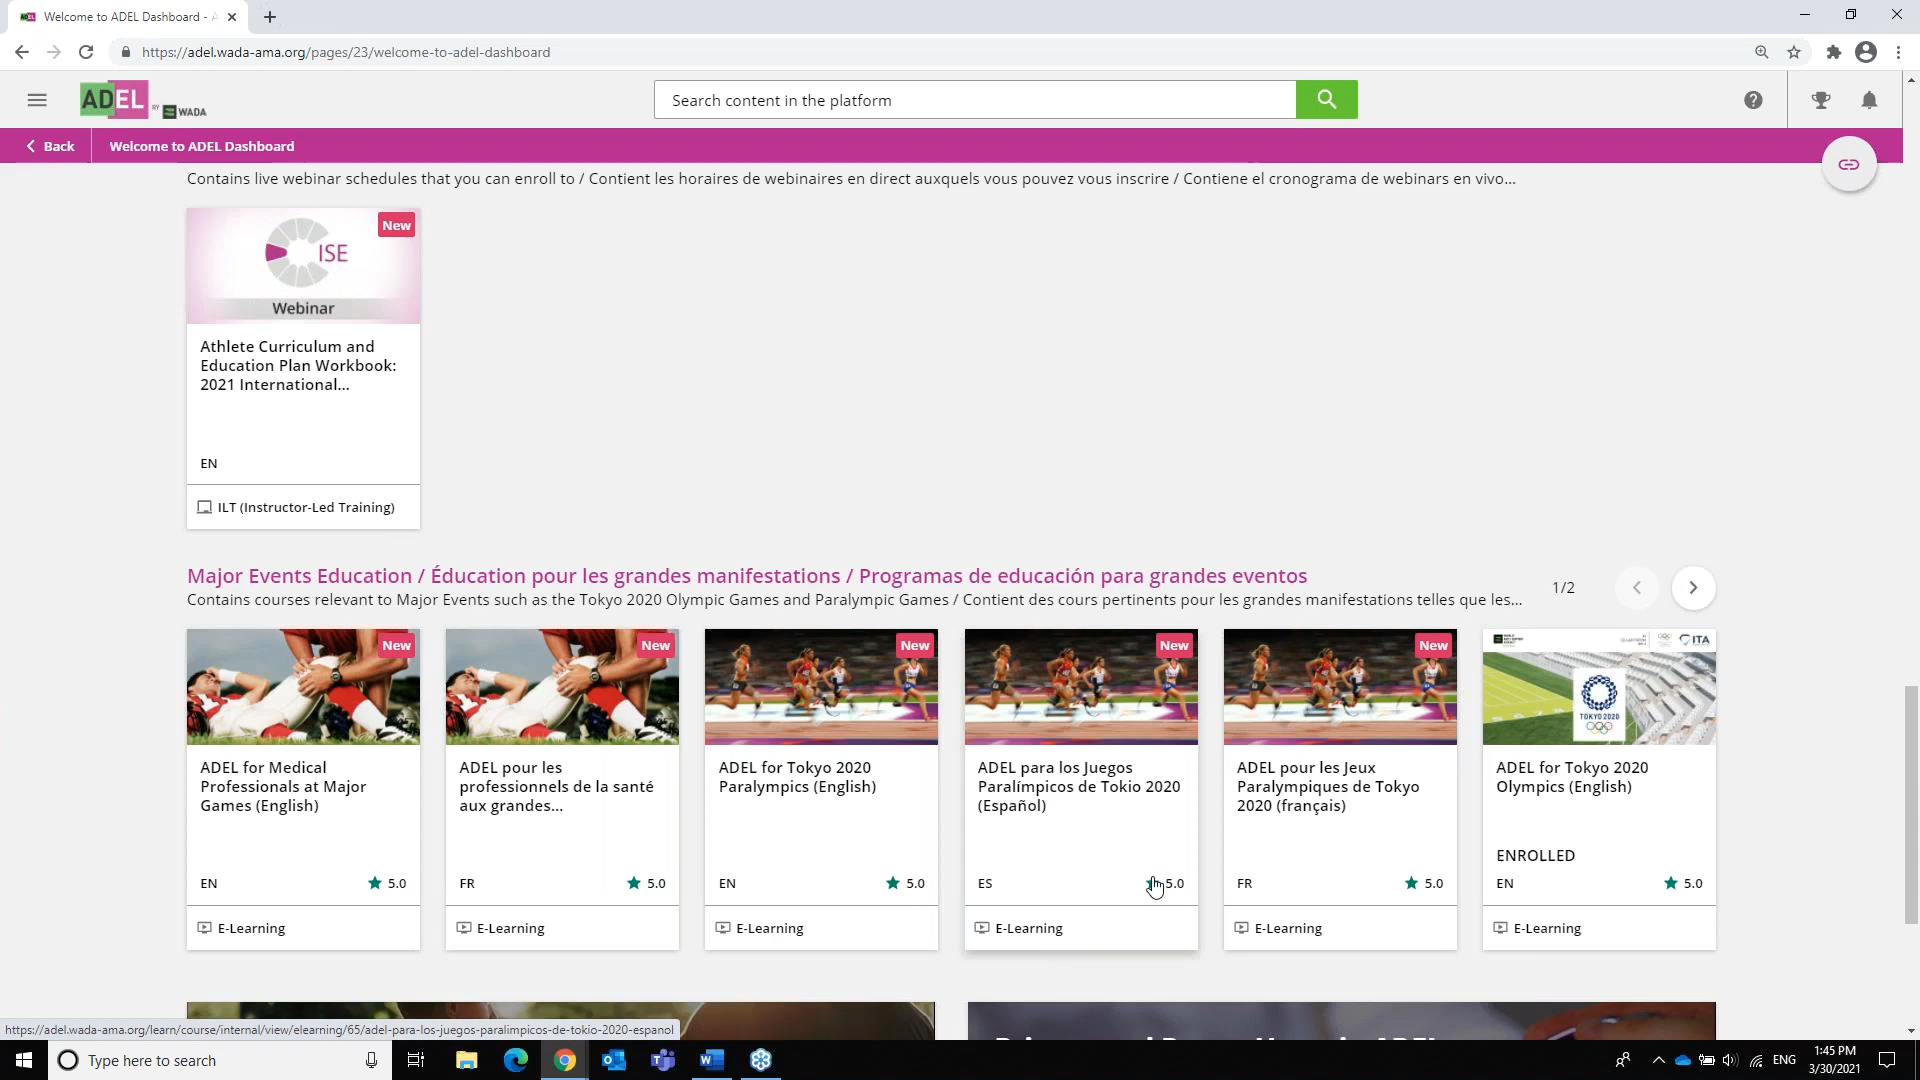 Welcome to ADEL Dashboard - A
https://adel.wada-ama.org/pages/23/welcome-to-adel-dashboard
ADEL BY WADA
Search content in the platform
Back
Welcome to ADEL Dashboard
Contains live webinar schedules that you can enroll to / Contient les horaires de webinaires en direct auxquels vous pouvez vous inscrire / Contiene el cronograma de webinars en vivo...
New
ISE
Webinar
Athlete Curriculum and
Education Plan Workbook:
2021 International...
EN
ILT (Instructor-Led Training)
Major Events Education / Éducation pour les grandes manifestations / Programas de educación para grandes eventos
Contains courses relevant to Major Events such as the Tokyo 2020 Olympic Games and Paralympic Games / Contient des cours pertinents pour les grandes manifestations telles que les...
1/2
New
ADEL for Medical
Professionals at Major
Games (English)
EN
5.0
E-Learning
New
ADEL pour les
professionnels de la santé
aux grandes...
FR
5.0
E-Learning
New
ADEL for Tokyo 2020
Paralympics (English)
EN
5.0
E-Learning
New
ADEL para los Juegos
Paralímpicos de Tokio 2020
(Español)
ES
5.0
E-Learning
New
ADEL pour les Jeux
Paralympiques de Tokyo
2020 (français)
FR
5.0
E-Learning
ITA
TOKYO 2020
ADEL for Tokyo 2020
Olympics (English)
ENROLLED
EN
5.0
E-Learning
https://adel.wada-ama.org/learn/course/internal/view/elearning/65/adel-para-los-juegos-paralimpicos-de-tokio-2020-espanol
Type here to search
ENG
1:45 PM
3/30/2021